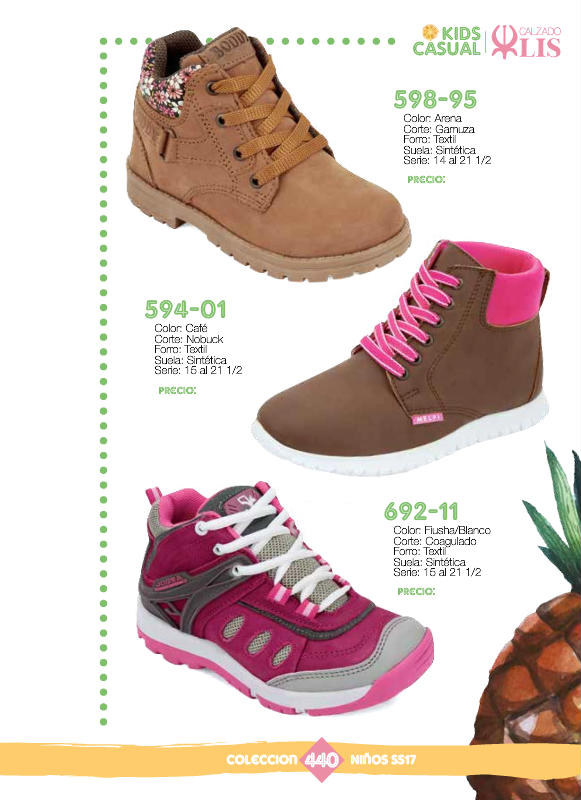 KIDS
CASUAL
CALZADO
LIS
598-95
Color: Arena
Corte: Gamuza
Forro: Textil
Suela: Sintética
Serie: 14 al 21 1/2
PRECIO:
594-01
Color: Café
Corte: Nobuck
Forro: Textil
Suela: Sintética
Serie: 15 al 21 1/2
PRECIO:
MELPI
692-11
Color: Fiusha/Blanco
Corte: Coagulado
Forro: Textil
Suela: Sintética
Serie: 15 al 21 1/2
PRECIO:
COLECCION 440 NIÑOS SS17